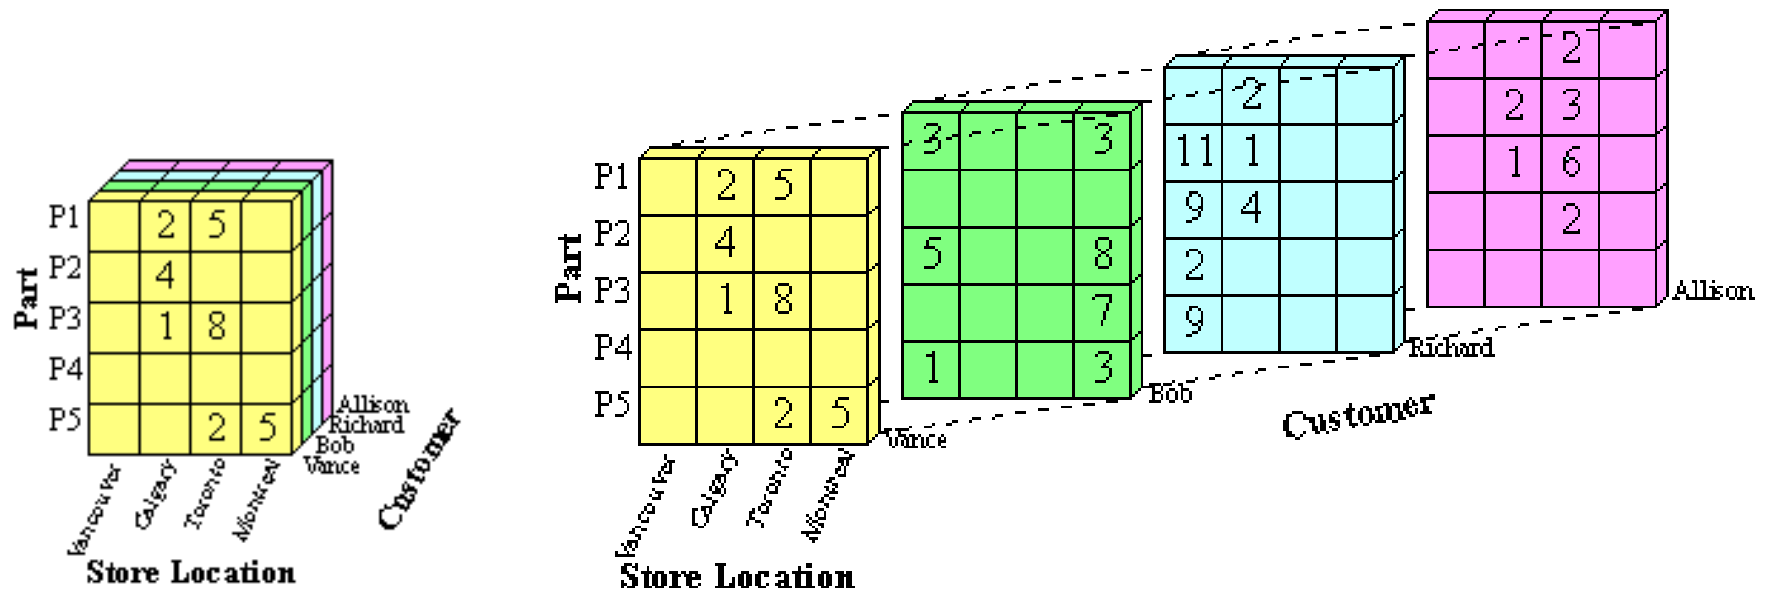 P1 2 5
P2 4
P3 1 8
P4
P5 2 5
Part
Vancouver
Calgary
Toronto
Montreal
Store Location
Allison
Richard
Bob
Vance
Customer
P1 2 5
P2 4
P3 1 8
P4
P5 2 5
Part
Vancouver
Calgary
Toronto
Montreal
Store Location
Vance
3 3
5 8
7
1 3
Bob
2
11 1
9 4
2
9
Richard
2
2 3
1 6
2
Allison
Customer